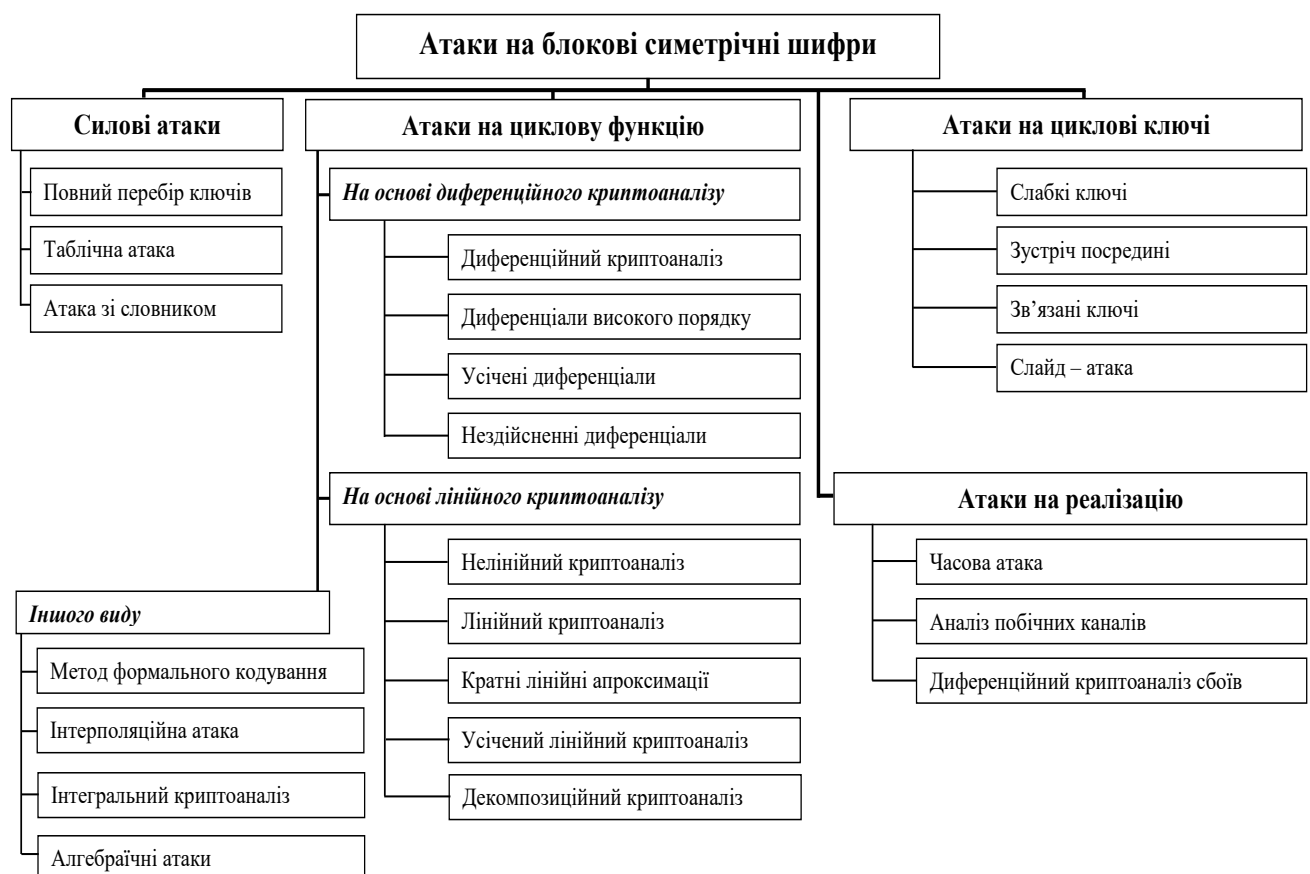 Атаки на блокові симетричні шифри
Силові атаки
Повний перебір ключів
Таблічна атака
Атака зі словником
Атаки на циклову функцію
На основі диференційного криптоаналізу
Диференційний криптоаналіз
Диференціали високого порядку
Усічені диференціали
Нездійсненні диференціали
На основі лінійного криптоаналізу
Нелінійний криптоаналіз
Лінійний криптоаналіз
Кратні лінійні апроксимації
Усічений лінійний криптоаналіз
Декомпозиційний криптоаналіз
Іншого виду
Метод формального кодування
Інтерполяційна атака
Інтегральний криптоаналіз
Алгебраїчні атаки
Атаки на циклові ключі
Слабкі ключі
Зустріч посредині
Зв’язані ключі
Слайд – атака
Атаки на реалізацію
Часова атака
Аналіз побічних каналів
Диференційний криптоаналіз сбоїв